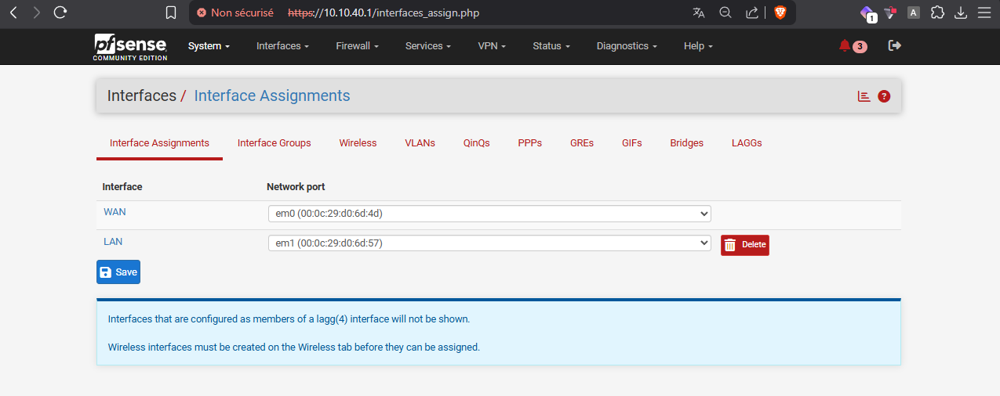 Non sécurisé https://10.10.40.1/interfaces_assign.php
1
A
pfsense
COMMUNITY EDITION
System Interfaces Firewall Services VPN Status Diagnostics Help 3
Interfaces / Interface Assignments ?
Interface Assignments Interface Groups Wireless VLANs QinQs PPPs GREs GIFs Bridges LAGGs
Interface Network port
WAN em0 (00:0c:29:d0:6d:4d)
LAN em1 (00:0c:29:d0:6d:57) Delete
Save
Interfaces that are configured as members of a lagg(4) interface will not be shown.
Wireless interfaces must be created on the Wireless tab before they can be assigned.